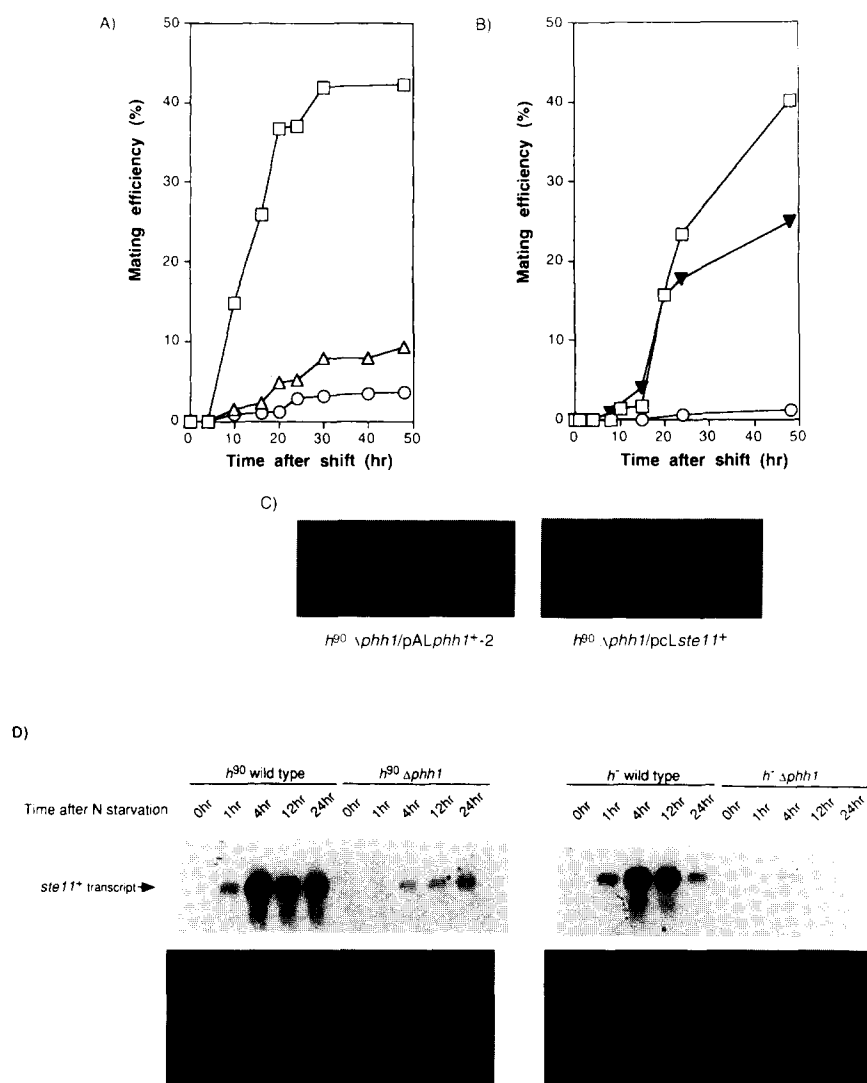 A)
B)
Mating efficiency (%)
50
40
30
20
10
0
0 10 20 30 40 50
Time after shift (hr)
Mating efficiency (%)
50
40
30
20
10
0
0 10 20 30 40 50
Time after shift (hr)
C)
h90 \phh1/pALphh1+-2
h90 \phh1/pcLste11+
D)
h90 wild type
h90 Δphh1
h- wild type
h- Δphh1
Time after N starvation
0hr 1hr 4hr 12hr 24hr 0hr 1hr 4hr 12hr 24hr
0hr 1hr 4hr 12hr 24hr 0hr 1hr 4hr 12hr 24hr
ste11+ transcript